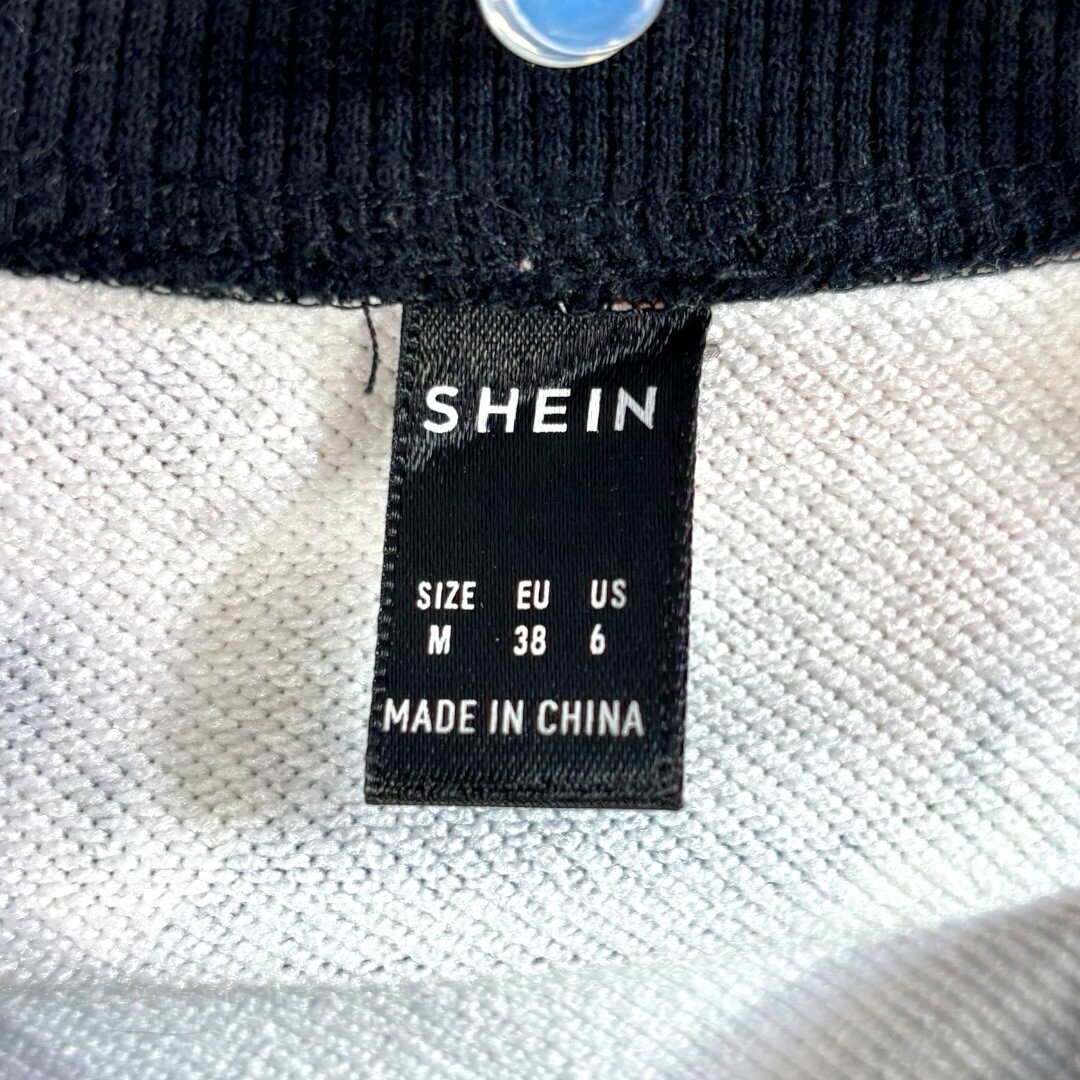 SHEIN
SIZE EU US
M 38 6
MADE IN CHINA